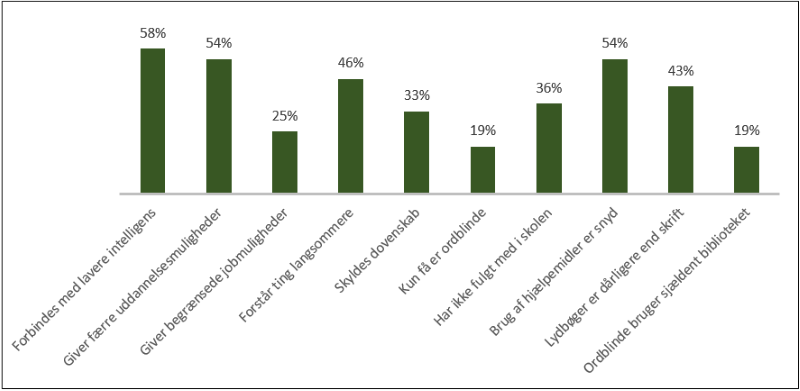 58%
54%
25%
46%
33%
19%
36%
54%
43%
19%
Forbindes med lavere intelligens
Giver færre uddannelsesmuligheder
Giver begrænsede jobmuligheder
Forstår ting langsommere
Skyldes dovenskab
Kun få er ordblinde
Har ikke fulgt med i skolen
Brug af hjælpemidler er snyd
Lydbøger er dårligere end skrift
Ordblinde bruger sjældent biblioteket